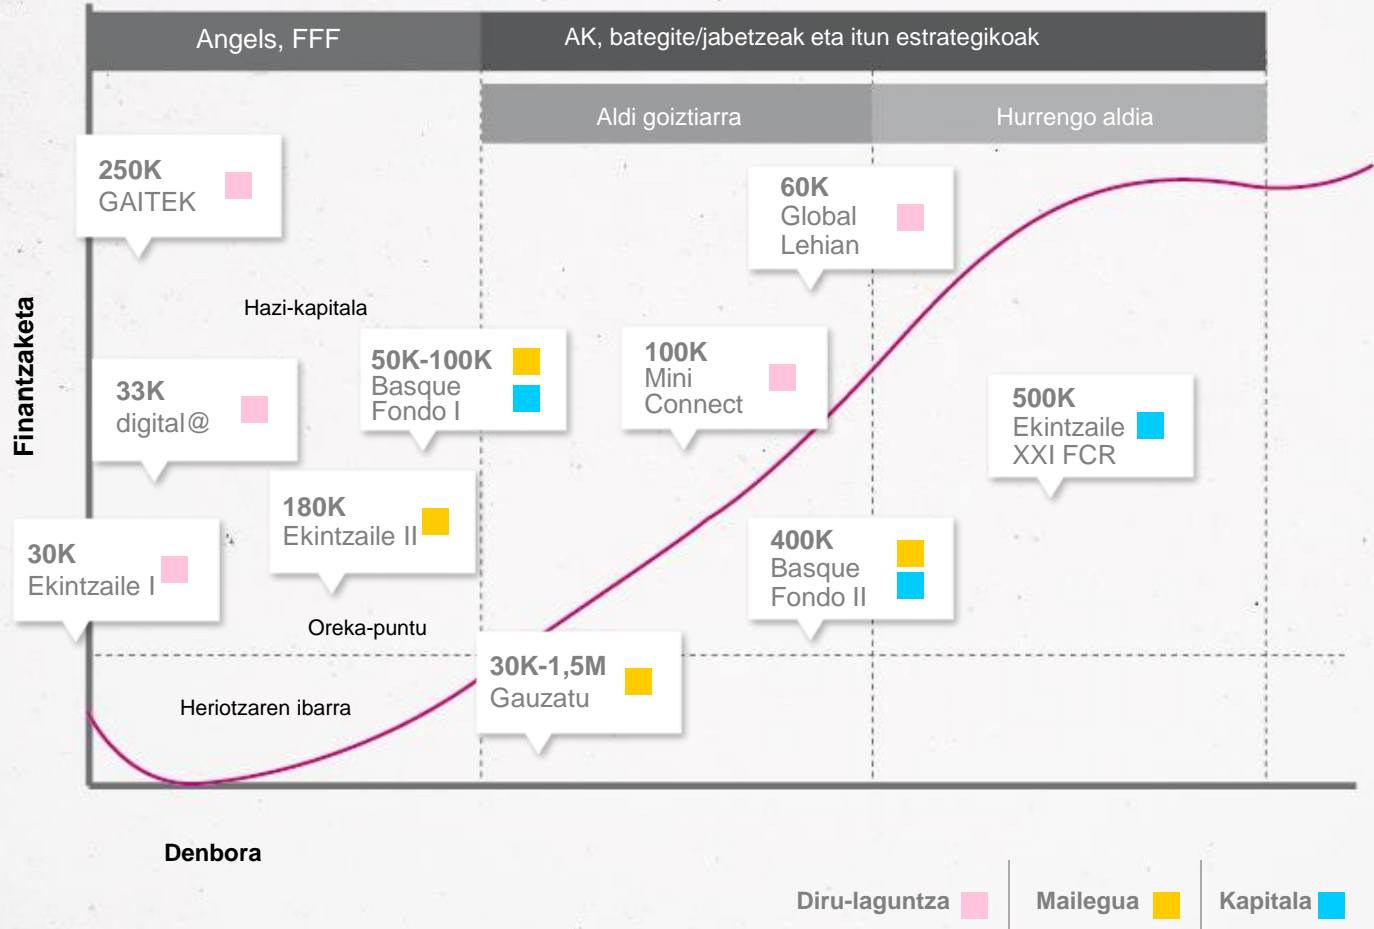 Angels, FFF
AK, bategite/jabetzeak eta itun estrategikoak
Aldi goiztiarra
Hurrengo aldia
250K
GAITEK
60K
Global
Lehian
Finantzaketa
Hazi-kapitala
50K-100K
Basque
Fondo I
100K
Mini
Connect
33K
digital@
500K
Ekintzaile
XXI FCR
180K
Ekintzaile II
30K
Ekintzaile I
400K
Basque
Fondo II
Oreka-puntu
30K-1,5M
Gauzatu
Heriotzaren ibarra
Denbora
Diru-laguntza
Mailegua
Kapitala